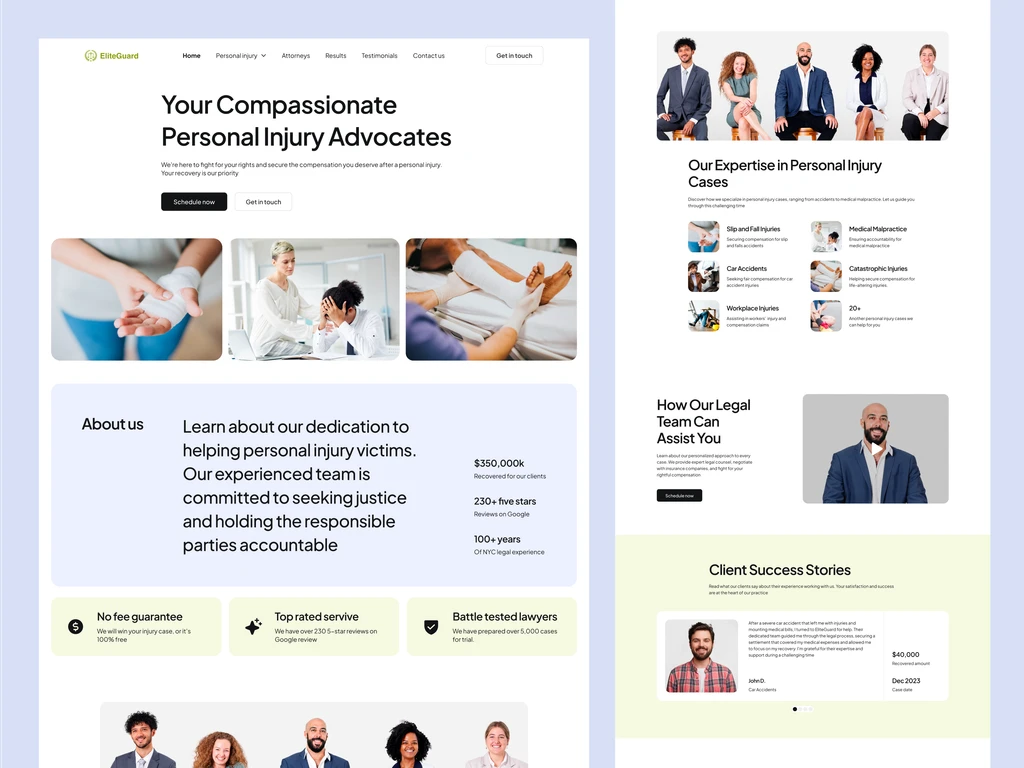 EliteGuard
Home
Personal injury
Attorneys
Results
Testimonials
Contact us
Get in touch
Your Compassionate
Personal Injury Advocates
We're here to fight for your rights and secure the compensation you deserve after a personal injury.
Your recovery is our priority
Schedule now
Get in touch
About us
Learn about our dedication to
helping personal injury victims.
Our experienced team is
committed to seeking justice
and holding the responsible
parties accountable
$350,000k
Recovered for our clients
230+ five stars
Reviews on Google
100+ years
Of NYC legal experience
No fee guarantee
We will win your injury case, or it's
100% free
Top rated servive
We have over 230 5-star reviews on
Google review
Battle tested lawyers
We have prepared over 5,000 cases
for trial.
Our Expertise in Personal Injury
Cases
Discover how we specialize in personal injury cases, ranging from accidents to medical malpractice. Let us guide you
through this challenging time
Slip and Fall Injuries
Securing compensation for slip
and falls accidents
Medical Malpractice
Ensuring accountability for
medical malpractice
Car Accidents
Seeking fair compensation for car
accident injuries
Catastrophic Injuries
Helping secure compensation for
life-altering injuries
Workplace Injuries
Assisting in workers' injury and
compensation claims
20+
Another personal injury cases we
can help for you
How Our Legal
Team Can
Assist You
Learn about our personalized approach to every
case. We provide expert legal counsel, negotiate
with insurance companies, and fight for your
rightful compensation
Schedule now
Client Success Stories
Read what our clients say about their experience working with us. Your satisfaction and success
are at the heart of our practice
After a severe car accident that left me with injuries and
mounting medical bills, I turned to EliteGuard for help. Their
dedicated team guided me through the legal process, securing a
settlement that covered my medical expenses and allowed me
to focus on my recovery. I'm grateful for their expertise and
support during a challenging time
John D.
Car Accidents
$40,000
Recovered amount
Dec 2023
Case date